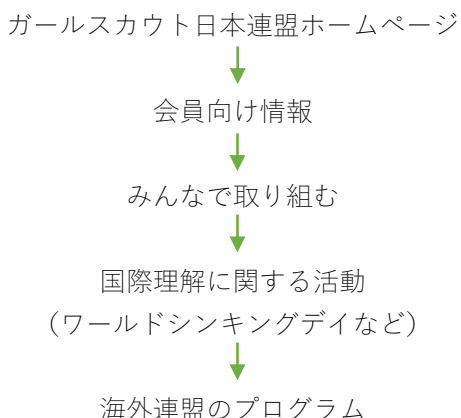 ガールスカウト日本連盟ホームページ
会員向け情報
みんなで取り組む
国際理解に関する活動
（ワールドシンキングデイなど）
海外連盟のプログラム